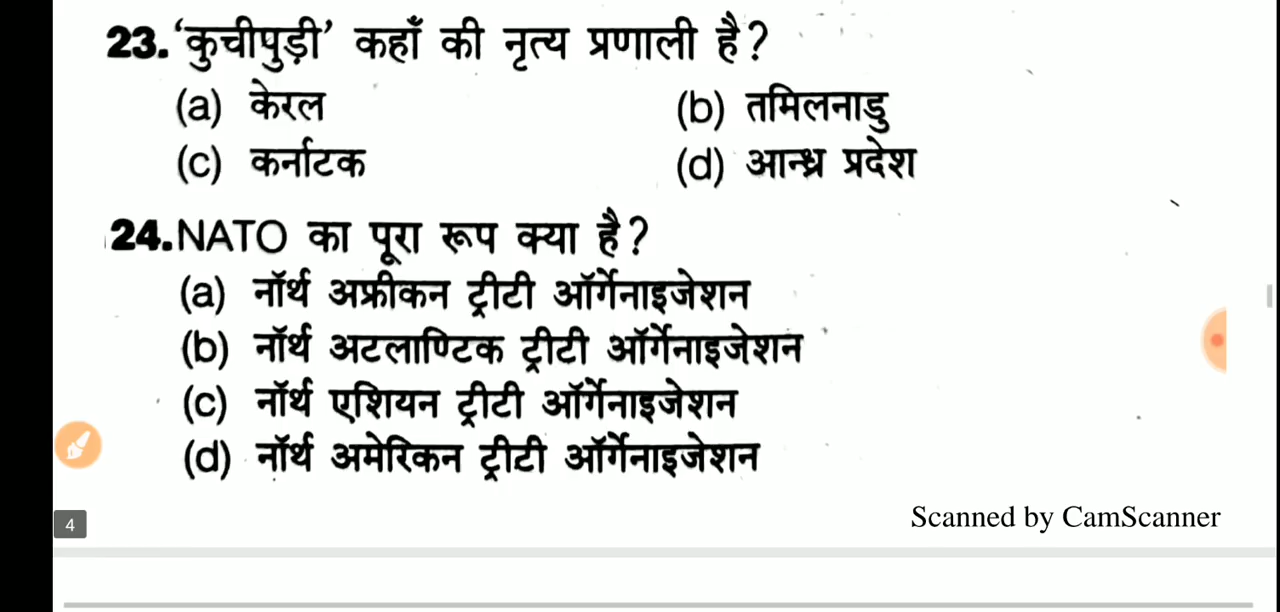 23. ‘कुचीपुड़ी’ कहाँ की नृत्य प्रणाली है?
(a) केरल (b) तमिलनाडु
(c) कर्नाटक (d) आन्ध्र प्रदेश
24. NATO का पूरा रूप क्या है?
(a) नॉर्थ अफ्रीकन ट्रीटी ऑर्गेनाइजेशन
(b) नॉर्थ अटलाण्टिक ट्रीटी ऑर्गेनाइजेशन
(c) नॉर्थ एशियन ट्रीटी ऑर्गेनाइजेशन
(d) नॉर्थ अमेरिकन ट्रीटी ऑर्गेनाइजेशन
4
Scanned by CamScanner